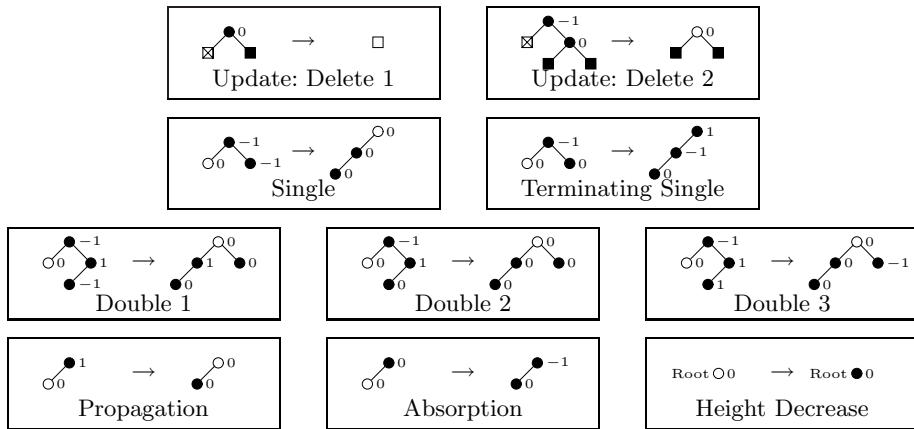 0 →
Update: Delete 1
−1 0 → 0
Update: Delete 2
−1 0 −1 → 0 0 0
Single
−1 0 0 → 1 −1 0
Terminating Single
−1 0 1 −1 → 0 1 0 0
Double 1
−1 0 1 0 → 0 0 0 0
Double 2
−1 0 1 1 → 0 0 −1 0
Double 3
1 0 → 0 0
Propagation
0 0 → −1 0
Absorption
Root 0 → Root 0
Height Decrease